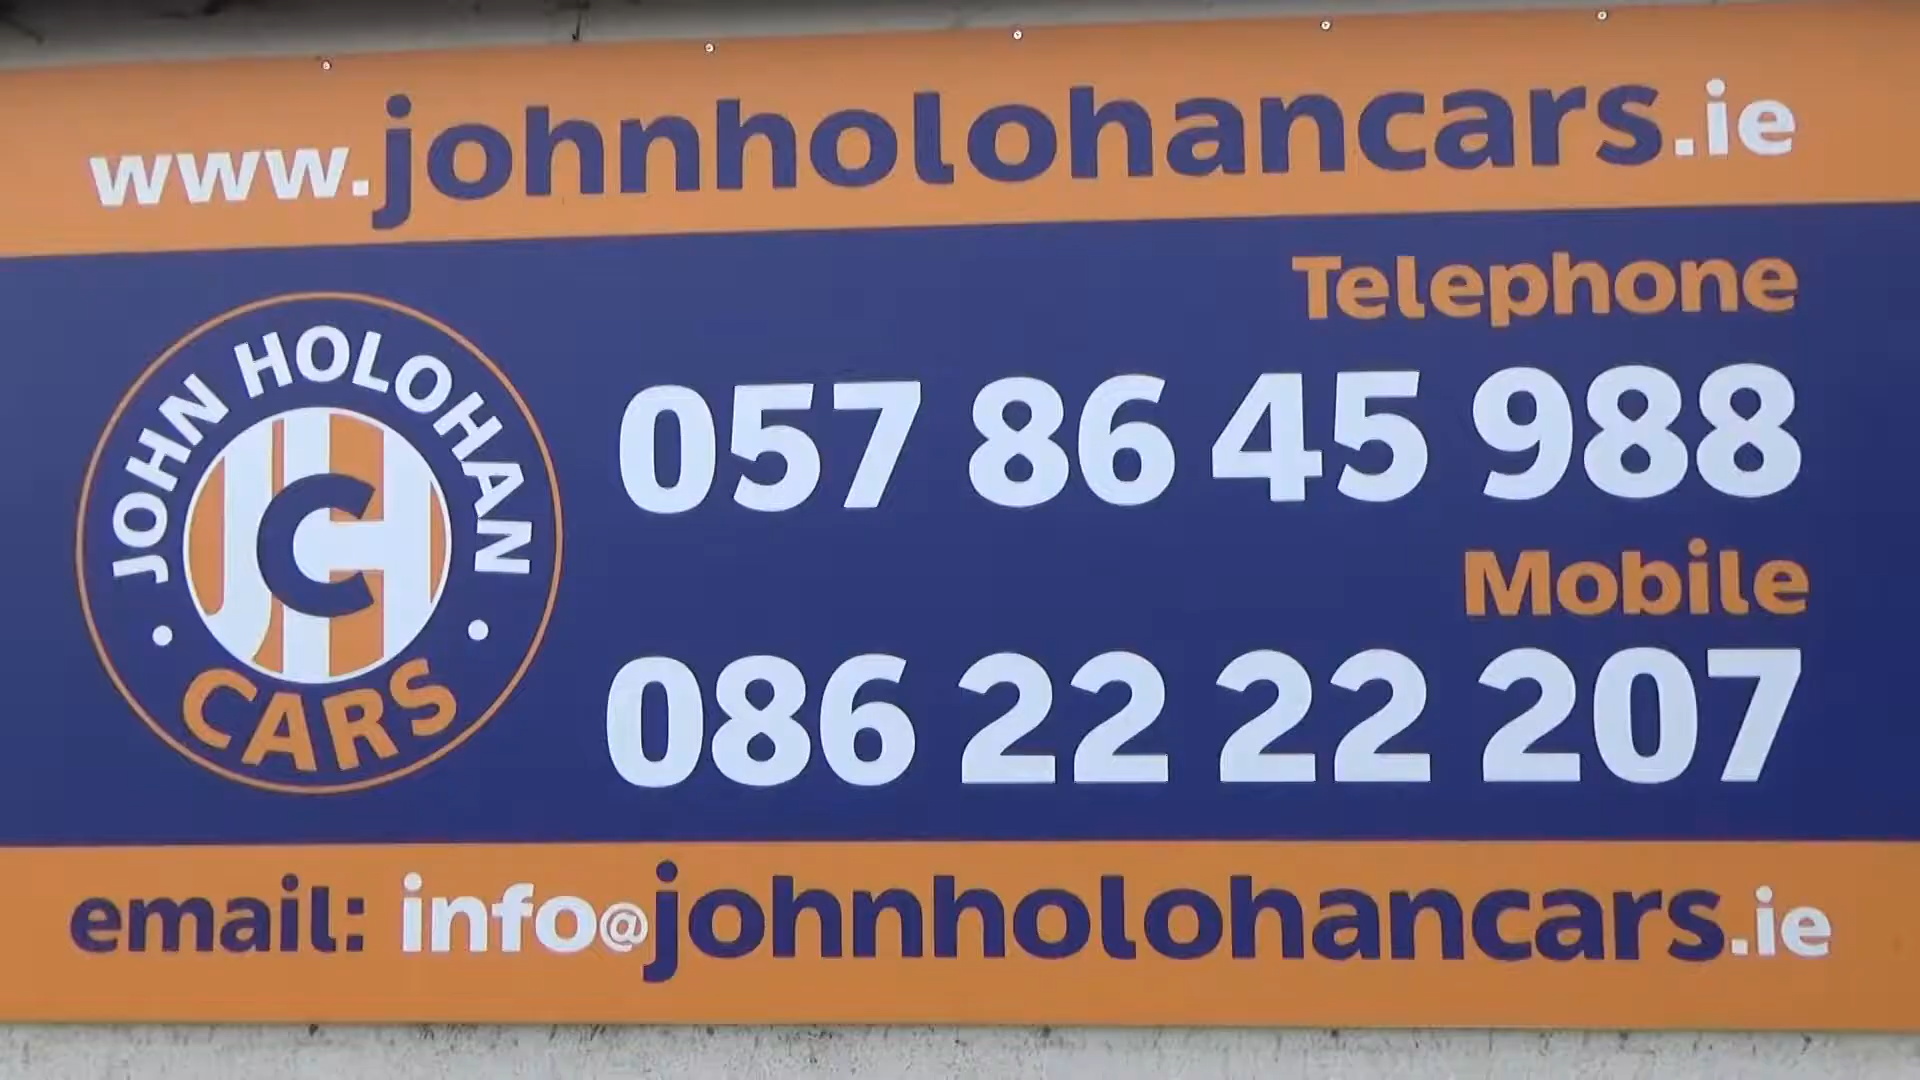 www.johnholohancars.ie
Telephone
057 86 45 988
Mobile
086 22 22 207
JOHN HOLOHAN
JHC
CARS
email: info@johnholohancars.ie